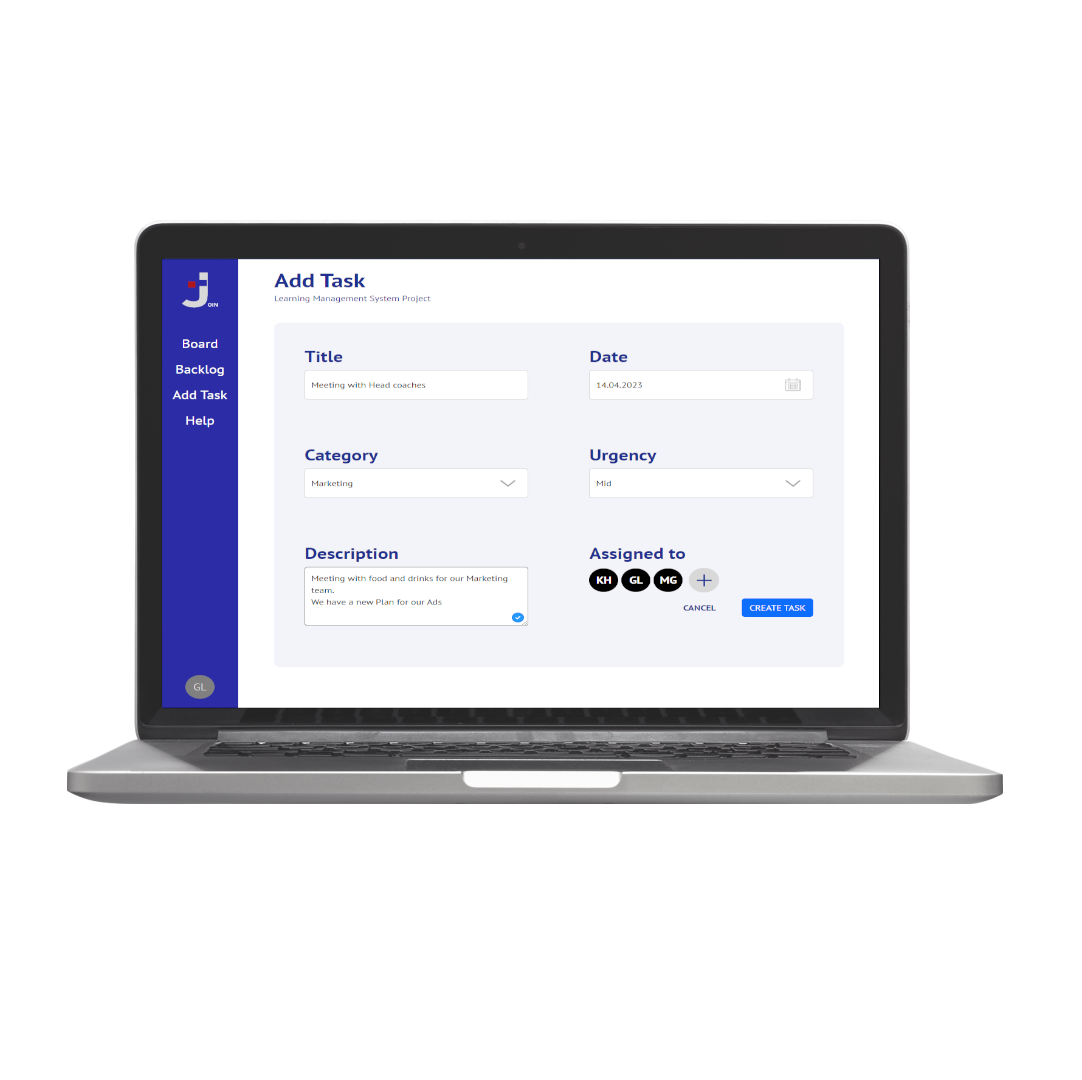 J
OIN
Board
Backlog
Add Task
Help
GL
Add Task
Learning Management System Project
Title
Meeting with Head coaches
Date
14.04.2023
Category
Marketing
Urgency
Mid
Description
Meeting with food and drinks for our Marketing
team.
We have a new Plan for our Ads
Assigned to
KH GL MG
CANCEL
CREATE TASK